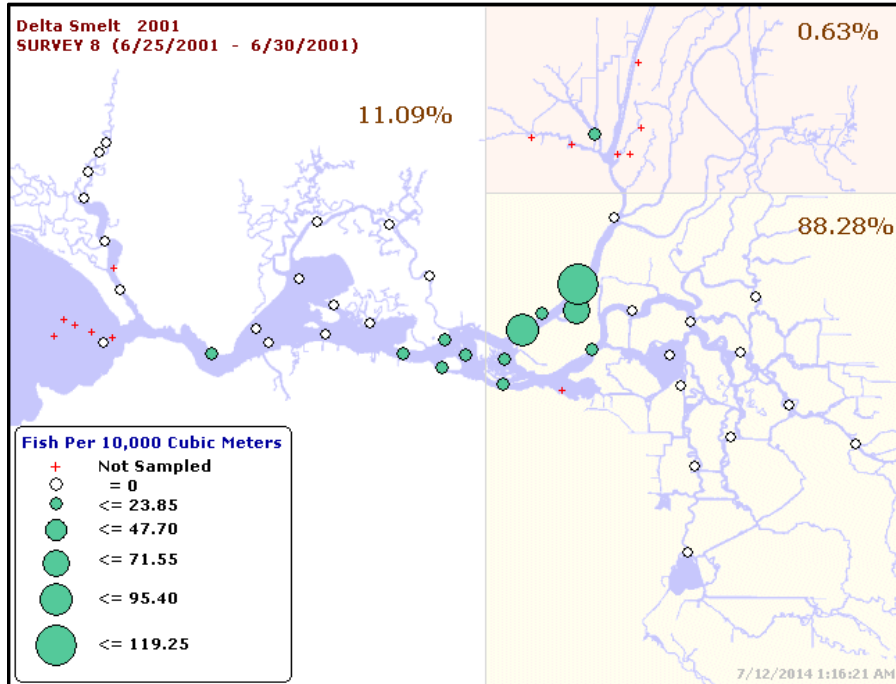 Delta Smelt 2001
SURVEY 8 (6/25/2001 - 6/30/2001)
0.63%
11.09%
88.28%
Fish Per 10,000 Cubic Meters
Not Sampled
= 0
<= 23.85
<= 47.70
<= 71.55
<= 95.40
<= 119.25
7/12/2014 1:16:21 AM